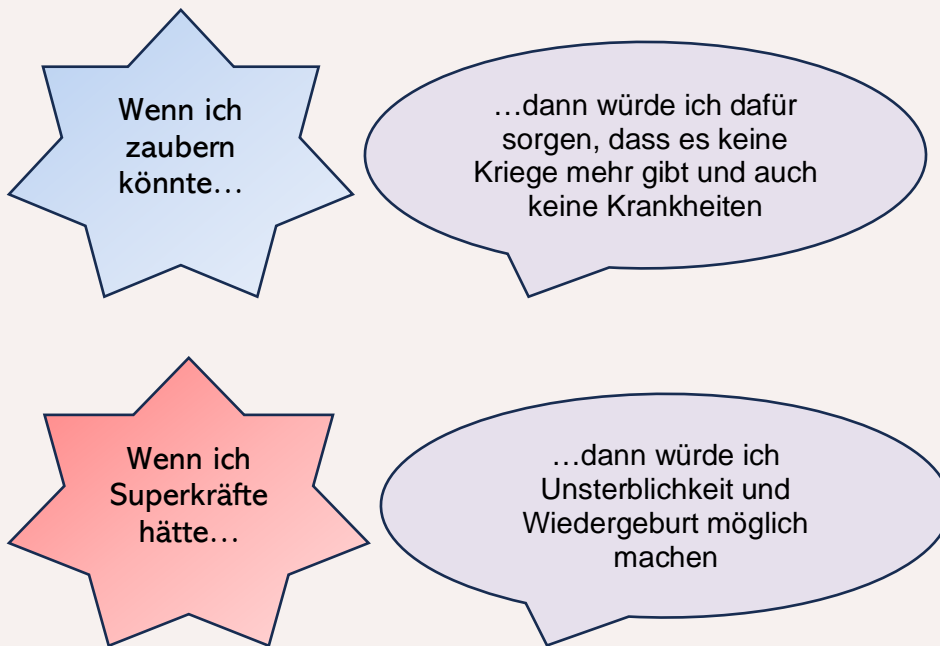 Wenn ich
zaubern
könnte…
…dann würde ich dafür
sorgen, dass es keine
Kriege mehr gibt und auch
keine Krankheiten
Wenn ich
Superkräfte
hätte…
…dann würde ich
Unsterblichkeit und
Wiedergeburt möglich
machen